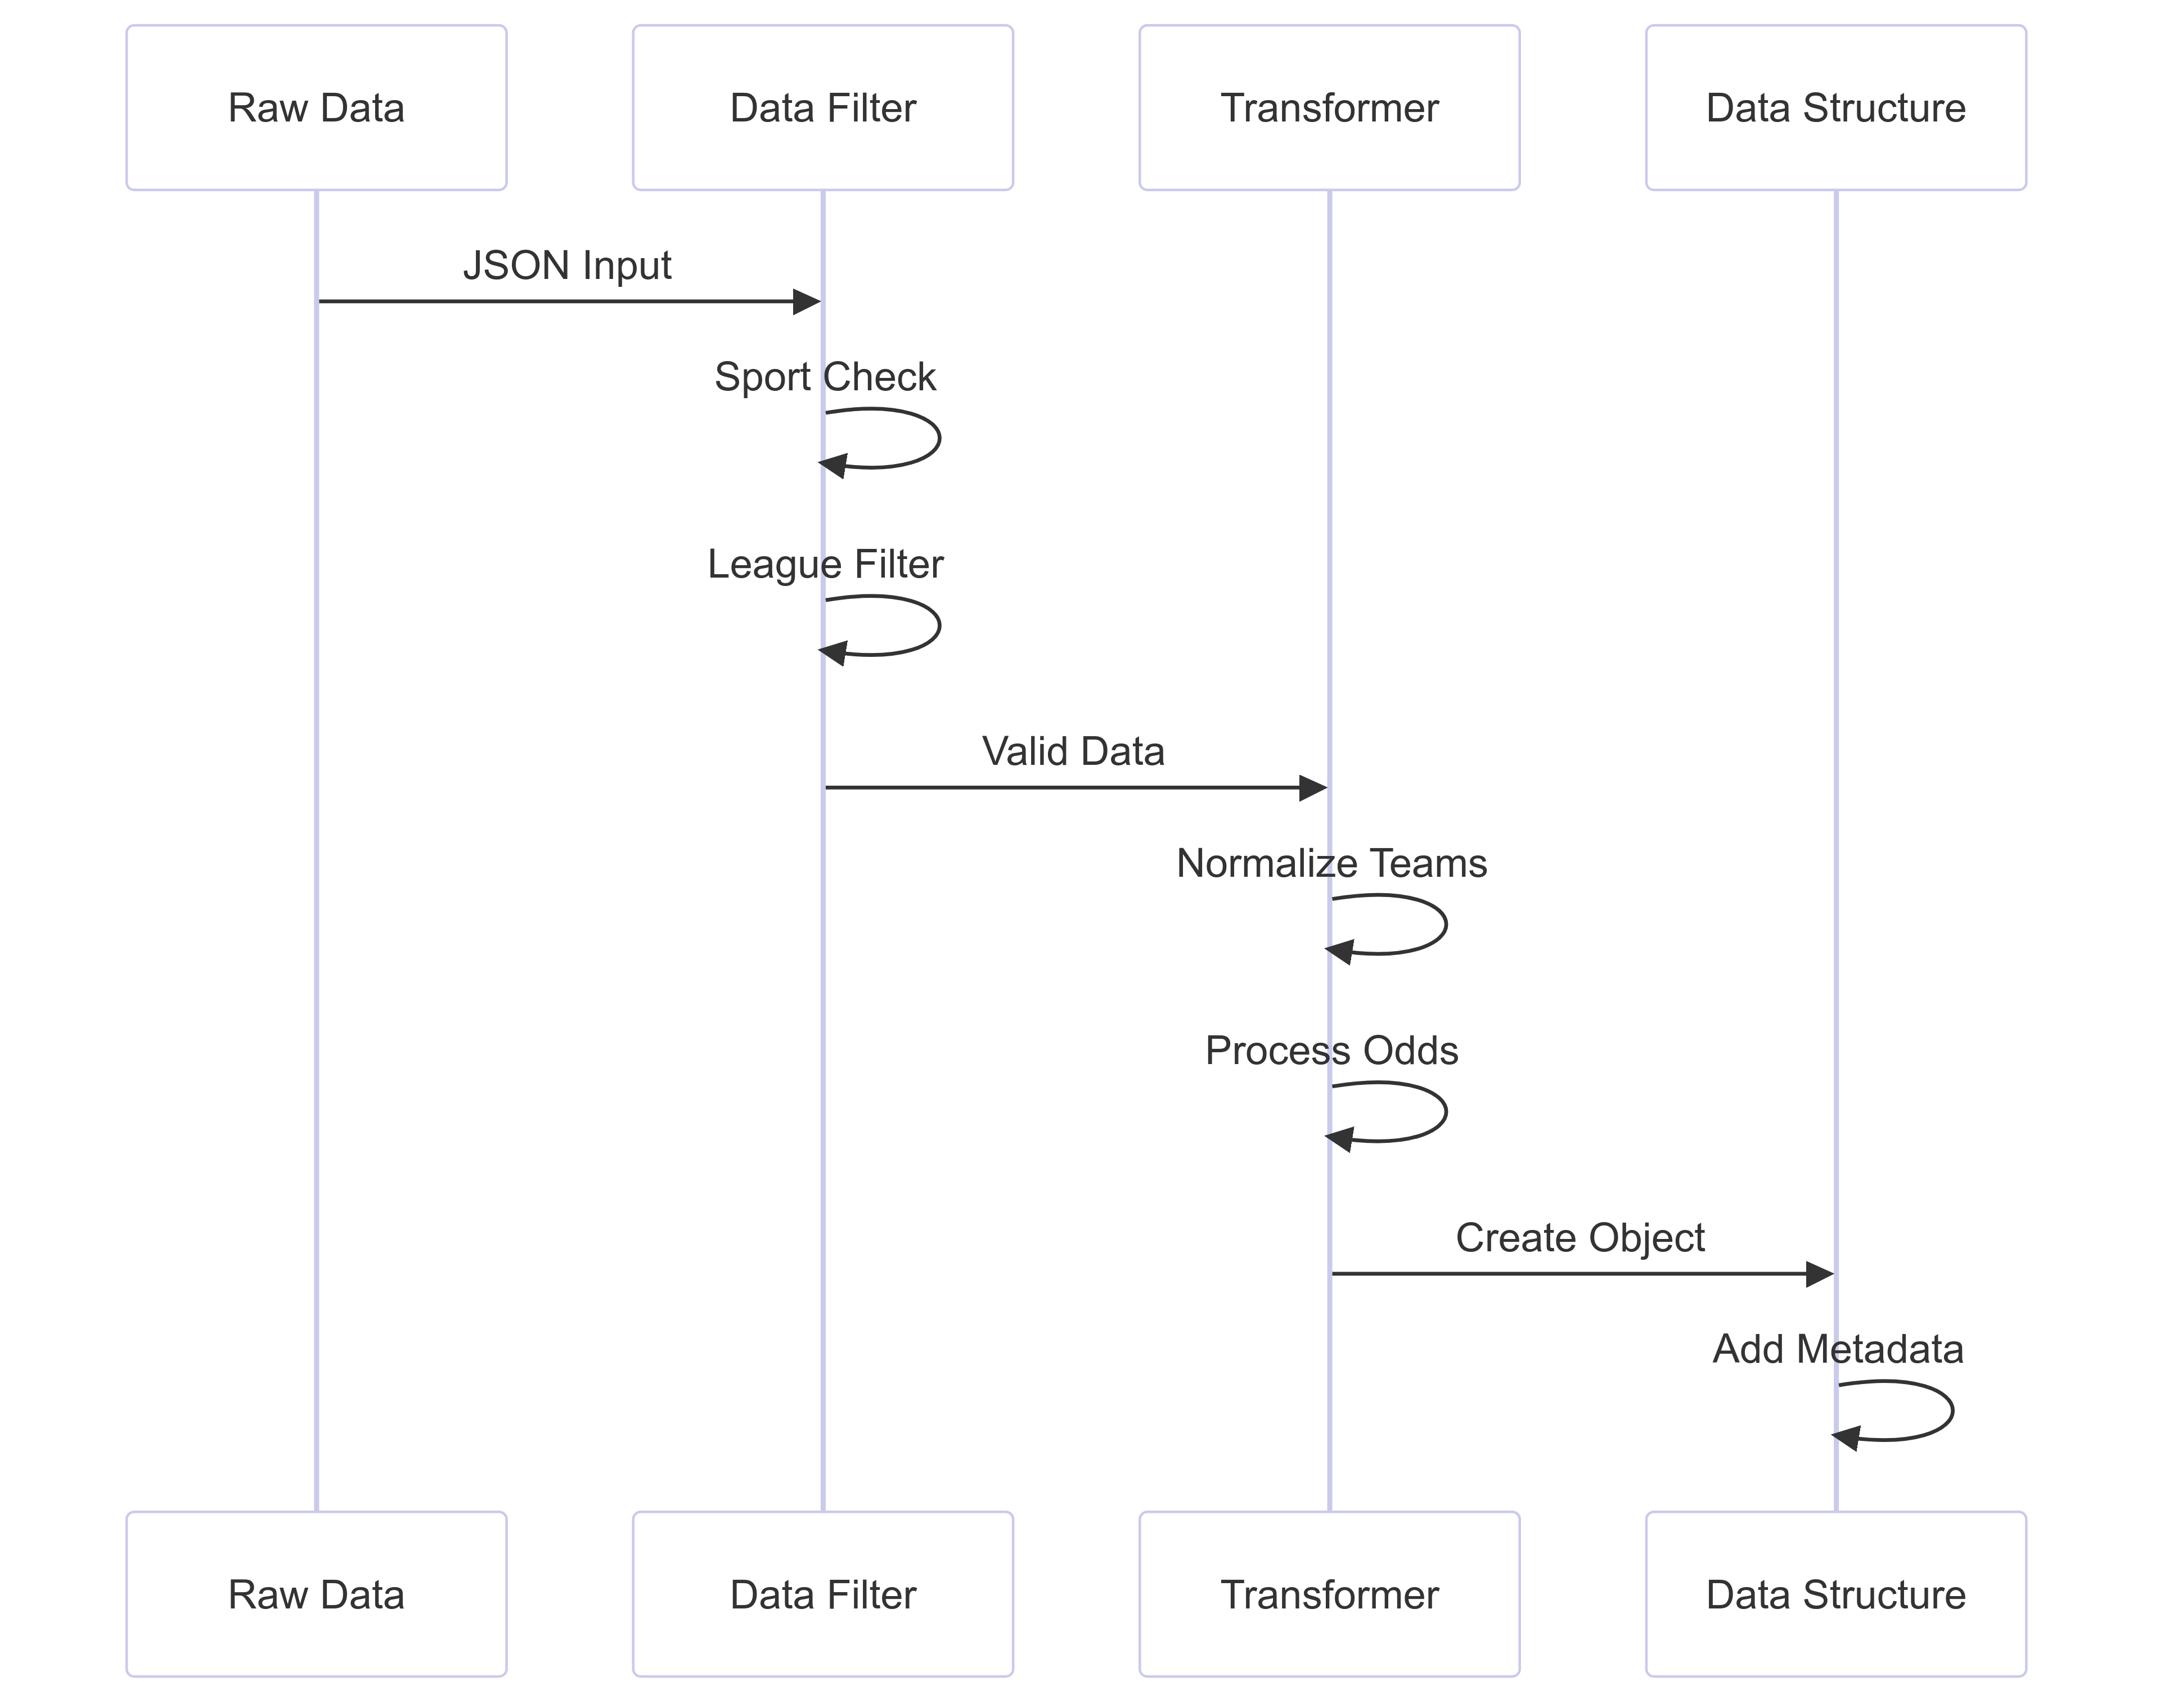 Raw Data
Data Filter
Transformer
Data Structure
JSON Input
Sport Check
League Filter
Valid Data
Normalize Teams
Process Odds
Create Object
Add Metadata
Raw Data
Data Filter
Transformer
Data Structure